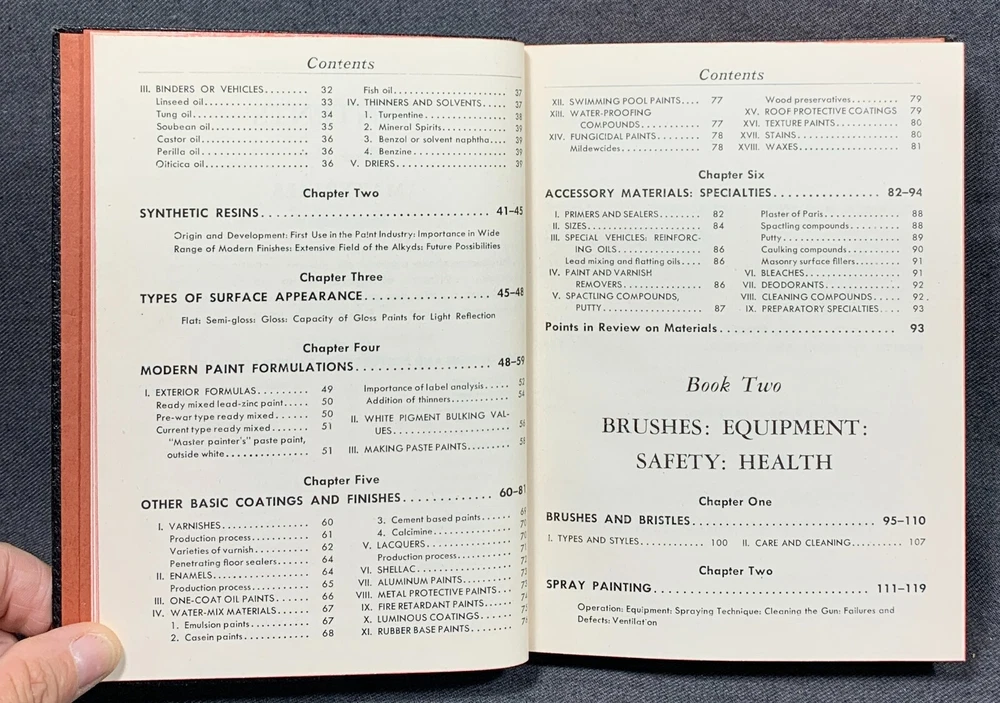 Contents
III. BINDERS OR VEHICLES........ 32
Linseed oil.................... 33
Tung oil....................... 34
Soubean oil.................... 35
Castor oil..................... 36
Perilla oil.................... 36
Oiticica oil................... 36
Fish oil....................... 37
IV. THINNERS AND SOLVENTS..... 37
1. Turpentine.................. 38
2. Mineral Spirits............. 39
3. Benzol or solvent naphtha.... 39
4. Benzine..................... 39
V. DRIERS...................... 39
Chapter Two
SYNTHETIC RESINS............... 41-45
Origin and Development: First Use in the Paint Industry: Importance in Wide
Range of Modern Finishes: Extensive Field of the Alkyds: Future Possibilities
Chapter Three
TYPES OF SURFACE APPEARANCE.... 45-48
Flat: Semi-gloss: Gloss: Capacity of Gloss Paints for Light Reflection
Chapter Four
MODERN PAINT FORMULATIONS...... 48-59
I. EXTERIOR FORMULAS......... 49
Ready mixed lead-zinc paint..... 50
Pre-war type ready mixed...... 50
Current type ready mixed....... 51
"Master painter's" paste paint,
outside white............... 51
Importance of label analysis..... 52
Addition of thinners........... 54
II. WHITE PIGMENT BULKING VAL-
UES.......................
III. MAKING PASTE PAINTS.........
Chapter Five
OTHER BASIC COATINGS AND FINISHES............ 60-81
I. VARNISHES................ 60
Production process........... 61
Varieties of varnish........... 62
Penetrating floor sealers........ 64
II. ENAMELS.................. 64
Production process........... 65
III. ONE-COAT OIL PAINTS....... 66
IV. WATER-MIX MATERIALS....... 67
1. Emulsion paints........... 67
2. Casein paints............. 68
3. Cement based paints.......
4. Calcimine.................
V. LACQUERS..................
Production process...........
VI. SHELLAC..................
VII. ALUMINUM PAINTS..........
VIII. METAL PROTECTIVE PAINTS...
IX. FIRE RETARDANT PAINTS......
X. LUMINOUS COATINGS.........
XI. RUBBER BASE PAINTS........
Contents
XII. SWIMMING POOL PAINTS.... 77
XIII. WATER-PROOFING
COMPOUNDS............. 77
XIV. FUNGICIDAL PAINTS....... 78
Mildewcides................ 78
Wood preservatives........... 79
XV. ROOF PROTECTIVE COATINGS 79
XVI. TEXTURE PAINTS.......... 80
XVII. STAINS................. 80
XVIII. WAXES................. 81
Chapter Six
ACCESSORY MATERIALS: SPECIALTIES............... 82-94
I. PRIMERS AND SEALERS........ 82
II. SIZES..................... 84
III. SPECIAL VEHICLES: REINFORC-
ING OILS................ 86
Lead mixing and flatting oils.... 86
IV. PAINT AND VARNISH
REMOVERS............... 86
V. SPACTLING COMPOUNDS,
PUTTY................... 87
Plaster of Paris.............. 88
Spactling compounds.......... 88
Putty....................... 89
Caulking compounds.......... 90
Masonry surface fillers......... 91
VI. BLEACHES................. 91
VII. DEODORANTS.............. 92
VIII. CLEANING COMPOUNDS..... 92
IX. PREPARATORY SPECIALTIES.... 93
Points in Review on Materials......................... 93
Book Two
BRUSHES: EQUIPMENT:
SAFETY: HEALTH
Chapter One
BRUSHES AND BRISTLES......................... 95-110
I. TYPES AND STYLES........... 100
II. CARE AND CLEANING........ 107
Chapter Two
SPRAY PAINTING............................... 111-119
Operation: Equipment: Spraying Technique: Cleaning the Gun: Failures and
Defects: Ventilation